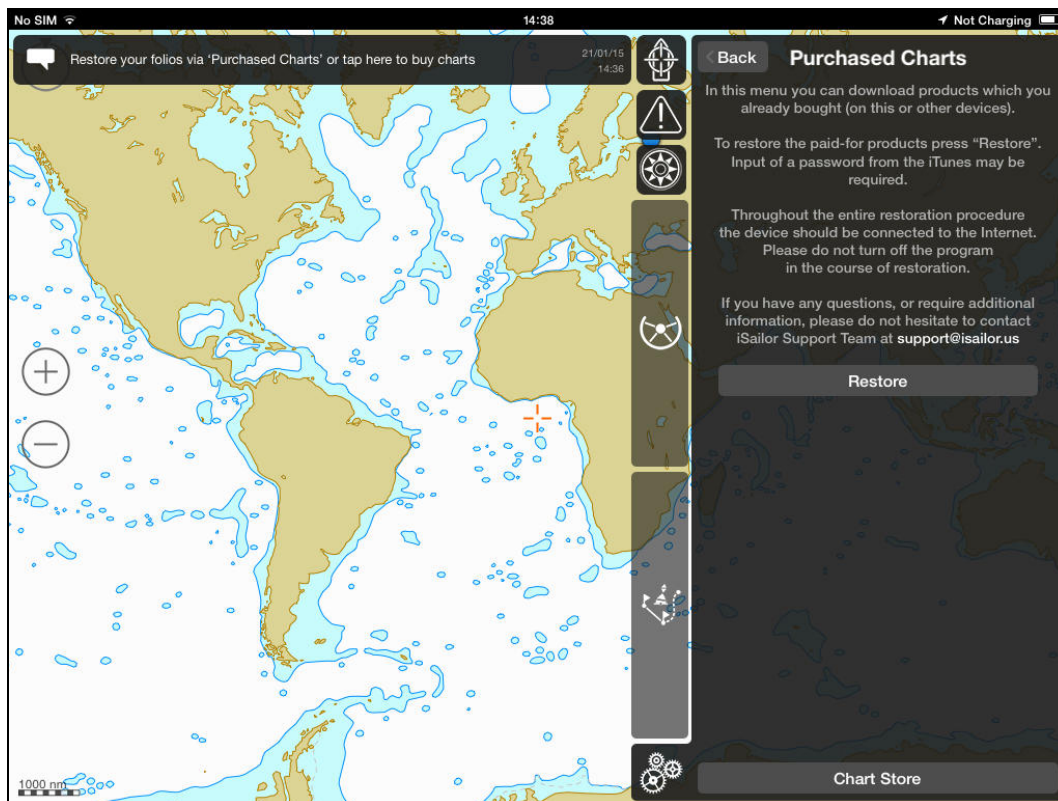 No SIM
14:38
Not Charging
Restore your folios via ‘Purchased Charts’ or tap here to buy charts
21/01/15
14:36
Back
Purchased Charts
In this menu you can download products which you
already bought (on this or other devices).
To restore the paid-for products press “Restore”.
Input of a password from the iTunes may be
required.
Throughout the entire restoration procedure
the device should be connected to the Internet.
Please do not turn off the program
in the course of restoration.
If you have any questions, or require additional
information, please do not hesitate to contact
iSailor Support Team at support@isailor.us
Restore
1000 nm
Chart Store